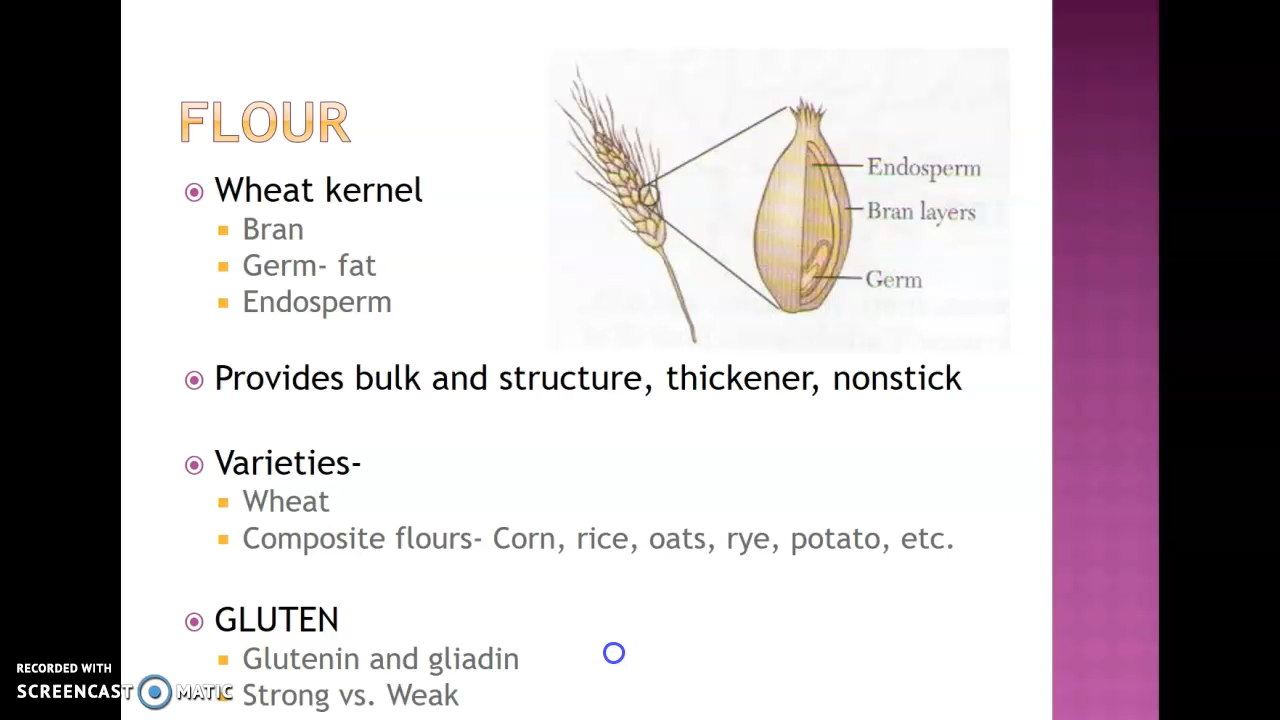 FLOUR
Wheat kernel
Bran
Germ- fat
Endosperm
Endosperm
Bran layers
Germ
Provides bulk and structure, thickener, nonstick
Varieties-
Wheat
Composite flours- Corn, rice, oats, rye, potato, etc.
GLUTEN
Glutenin and gliadin
Strong vs. Weak
RECORDED WITH
SCREENCAST MATIC